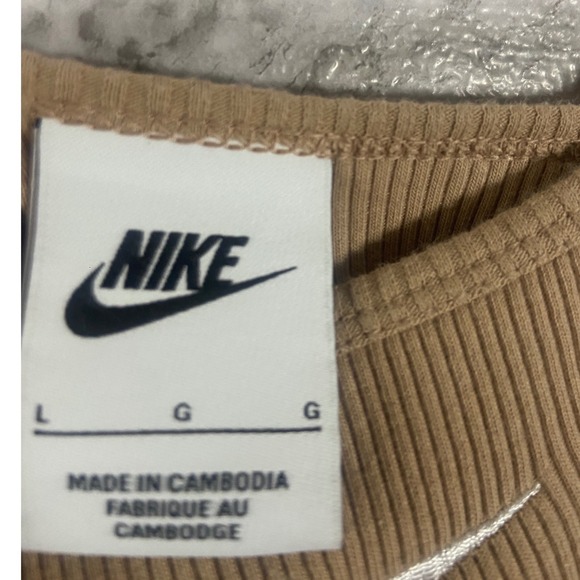 NIKE
L G G
MADE IN CAMBODIA
FABRIQUE AU
CAMBODGE